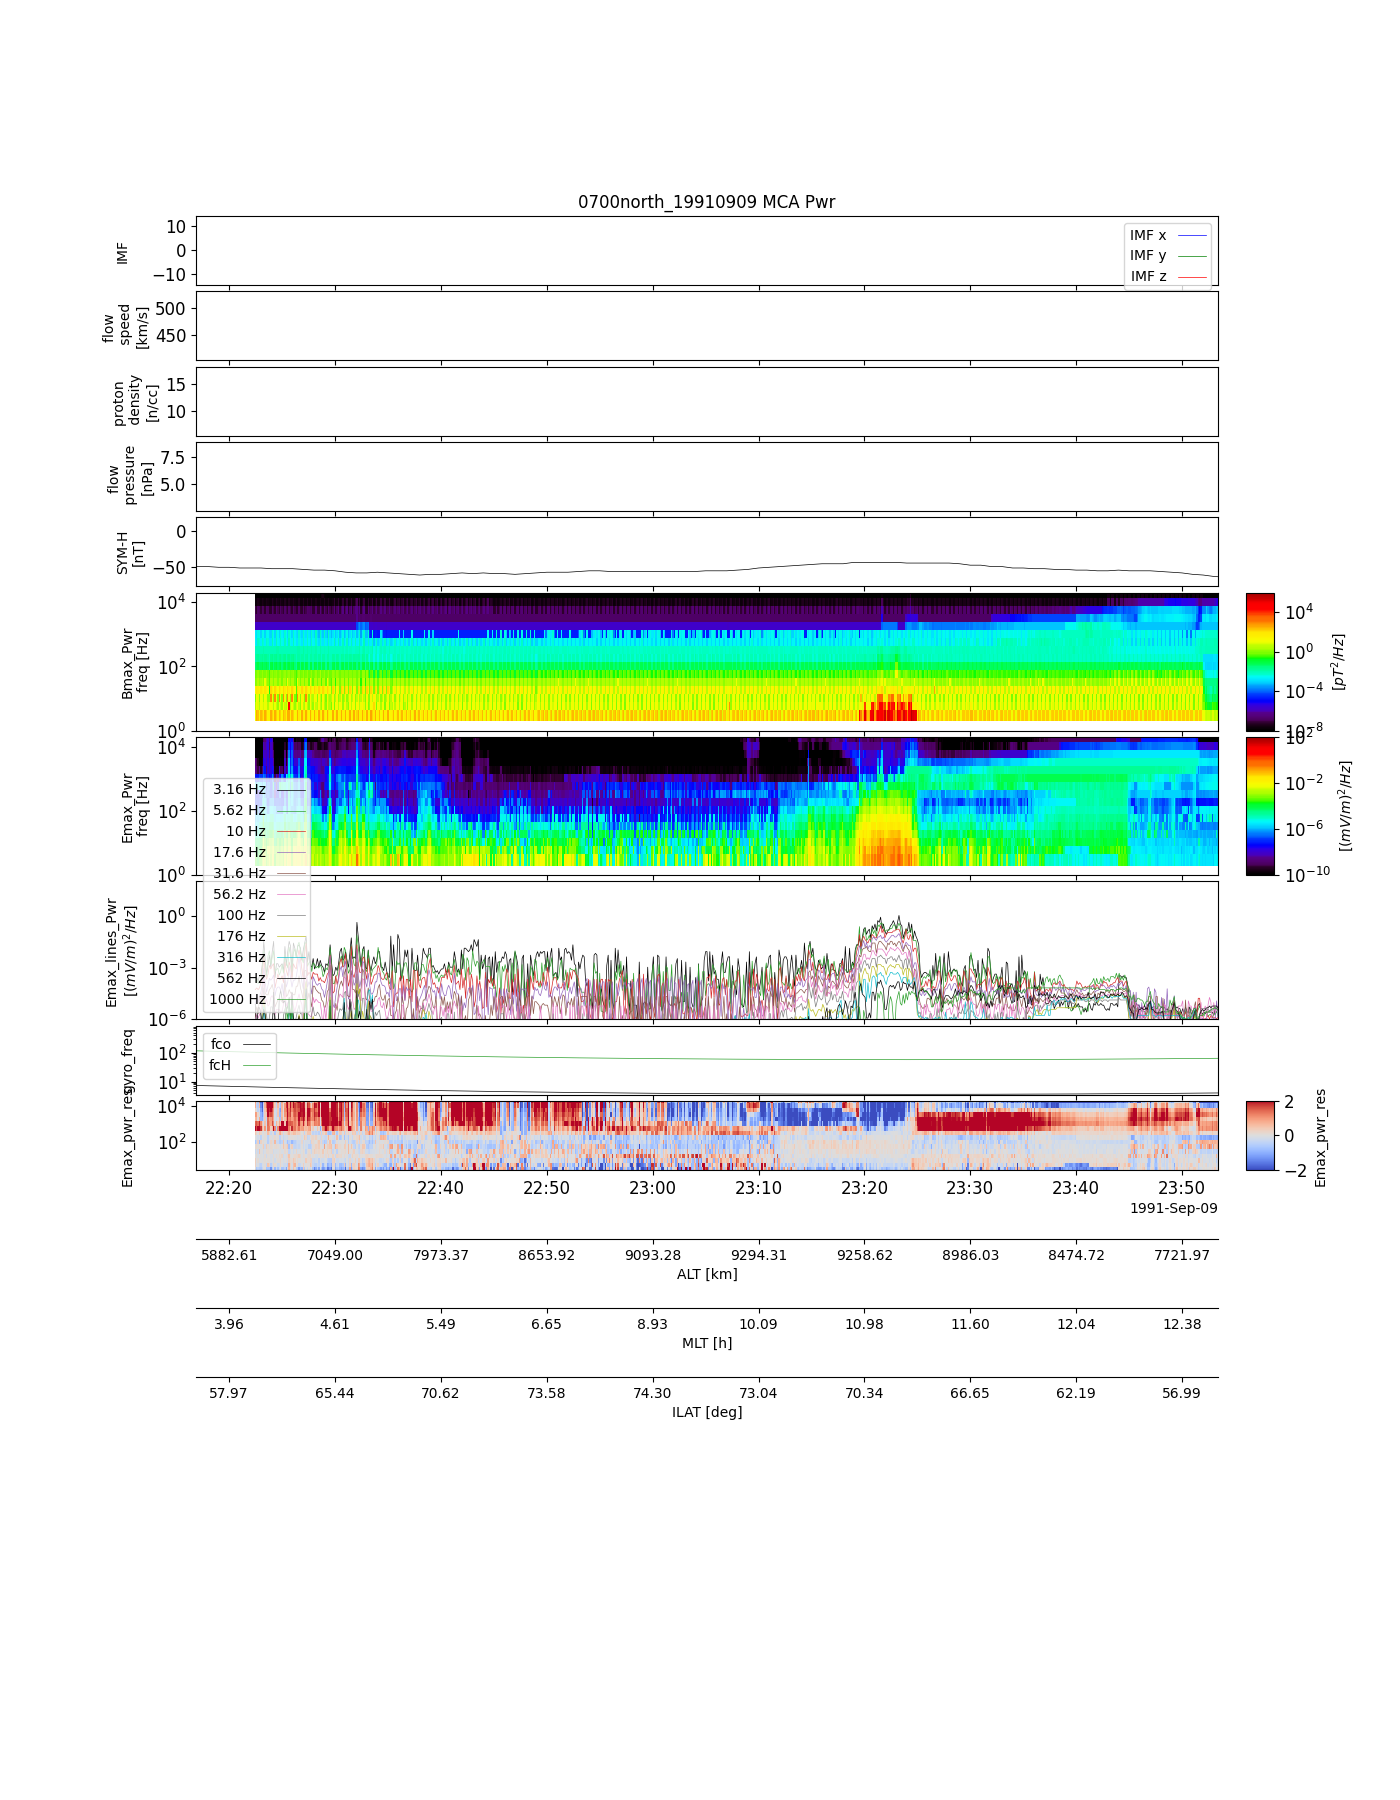 0700north_19910909 MCA Pwr
IMF
10
0
−10
IMF x
IMF y
IMF z
flow
speed
[km/s]
500
450
proton
density
[n/cc]
15
10
flow
pressure
[nPa]
7.5
5.0
SYM-H
[nT]
0
−50
Bmax_Pwr
freq [Hz]
10^4
10^2
10^0
10^4
10^0
10^−4
10^−8
[pT^2/Hz]
Emax_Pwr
freq [Hz]
10^4
10^2
10^0
10^2
10^−2
10^−6
10^−10
[(mV/m)^2/Hz]
3.16 Hz
5.62 Hz
10 Hz
17.6 Hz
31.6 Hz
56.2 Hz
100 Hz
176 Hz
316 Hz
562 Hz
1000 Hz
Emax_lines_Pwr
[(mV/m)^2/Hz]
10^0
10^−3
10^−6
gyro_freq
10^2
10^1
fco
fcH
Emax_pwr_res
10^4
10^2
2
0
−2
Emax_pwr_res
22:20 22:30 22:40 22:50 23:00 23:10 23:20 23:30 23:40 23:50
1991-Sep-09
5882.61 7049.00 7973.37 8653.92 9093.28 9294.31 9258.62 8986.03 8474.72 7721.97
ALT [km]
3.96 4.61 5.49 6.65 8.93 10.09 10.98 11.60 12.04 12.38
MLT [h]
57.97 65.44 70.62 73.58 74.30 73.04 70.34 66.65 62.19 56.99
ILAT [deg]